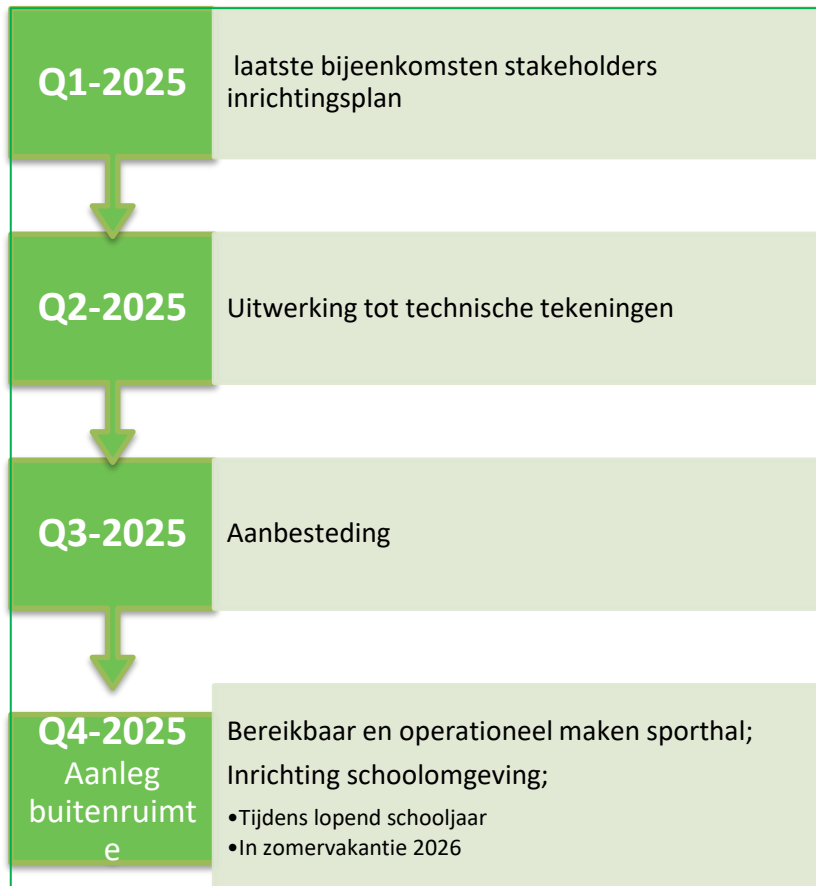 Q1-2025
laatste bijeenkomsten stakeholders
inrichtingsplan
Q2-2025
Uitwerking tot technische tekeningen
Q3-2025
Aanbesteding
Q4-2025
Aanleg
buitenruimt
e
Bereikbaar en operationeel maken sporthal;
Inrichting schoolomgeving;
•Tijdens lopend schooljaar
•In zomervakantie 2026